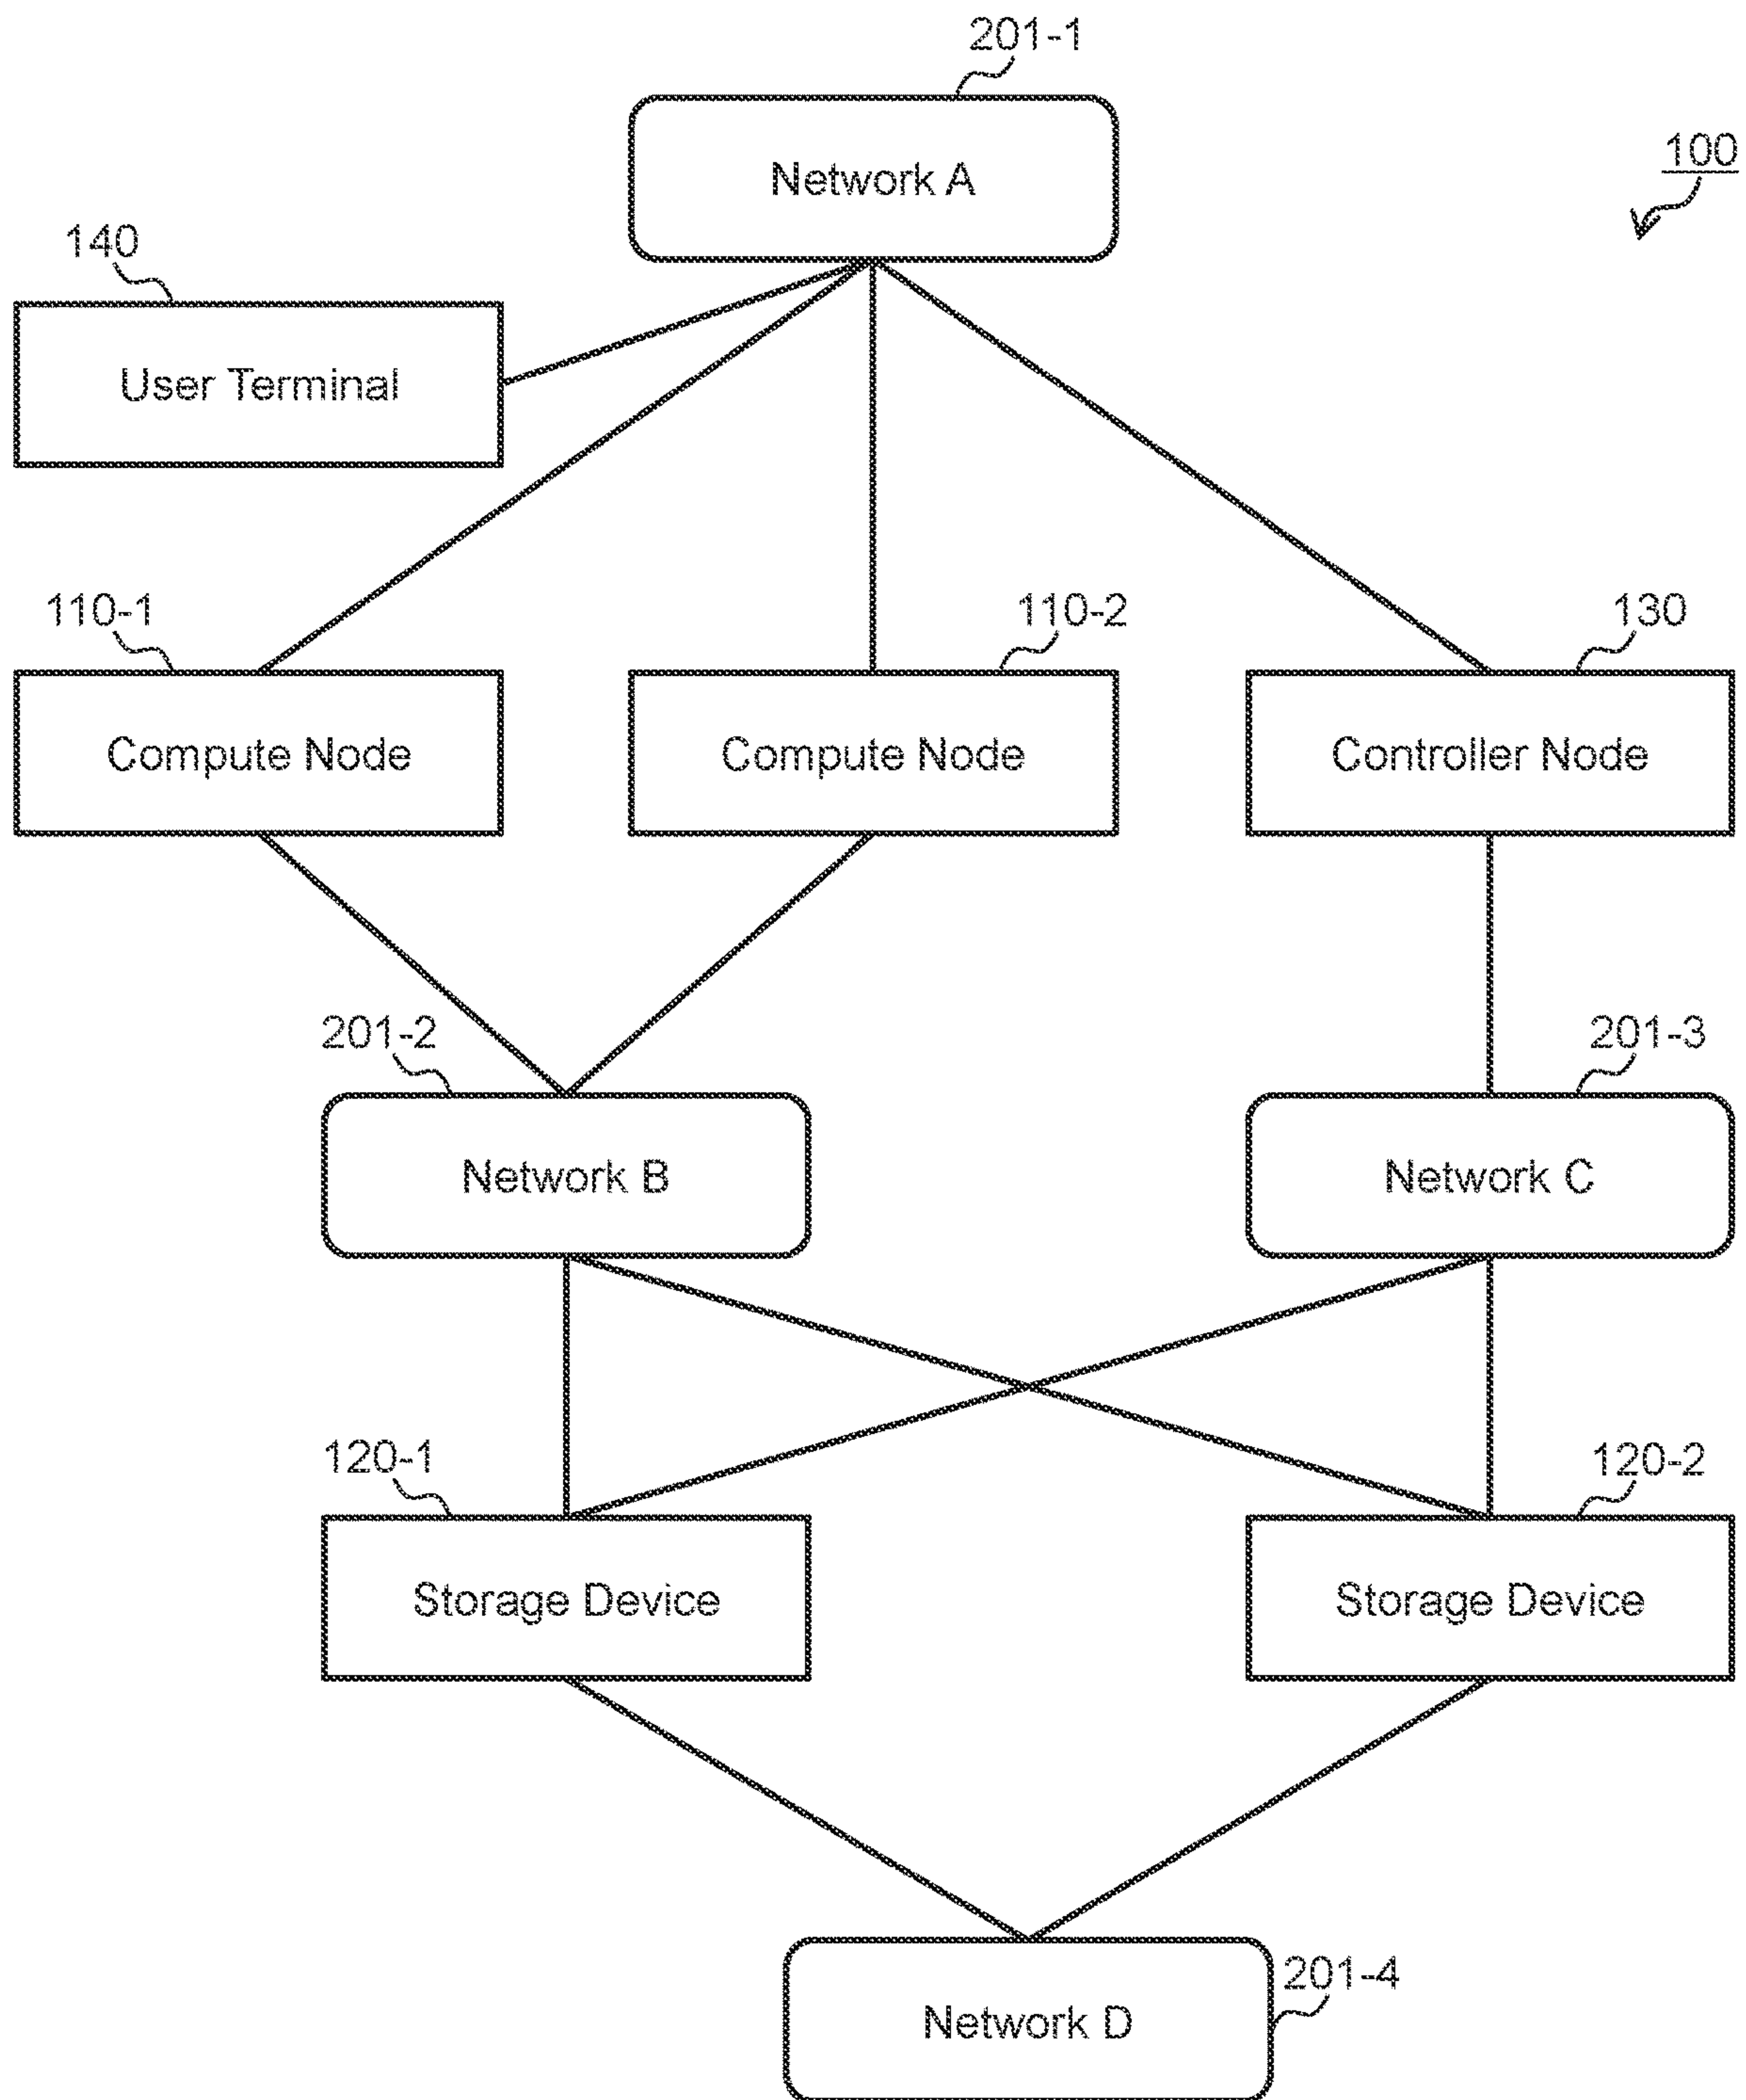 201-1
Network A
100
140
User Terminal
110-1
110-2
130
Compute Node
Compute Node
Controller Node
201-2
201-3
Network B
Network C
120-1
120-2
Storage Device
Storage Device
201-4
Network D